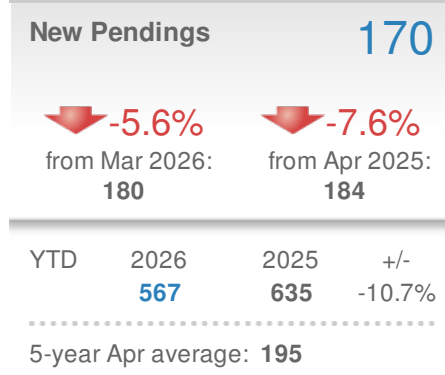 New Pendings 170
-5.6% -7.6%
from Mar 2026: from Apr 2025:
180 184
YTD 2026 2025 +/-
567 635 -10.7%
5-year Apr average: 195